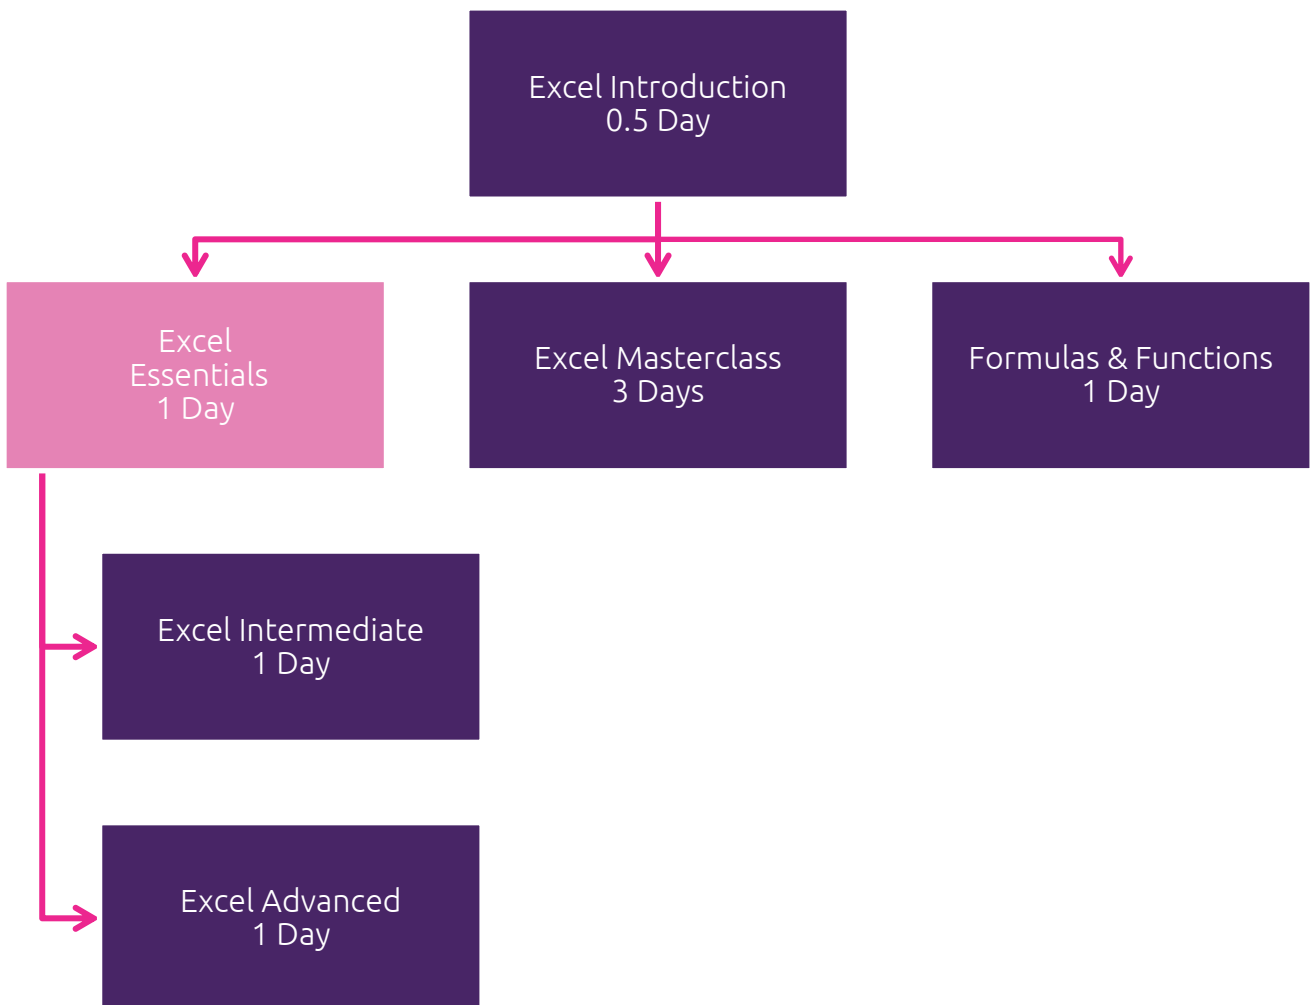 Excel Introduction
0.5 Day
Excel
Essentials
1 Day
Excel Masterclass
3 Days
Formulas & Functions
1 Day
Excel Intermediate
1 Day
Excel Advanced
1 Day